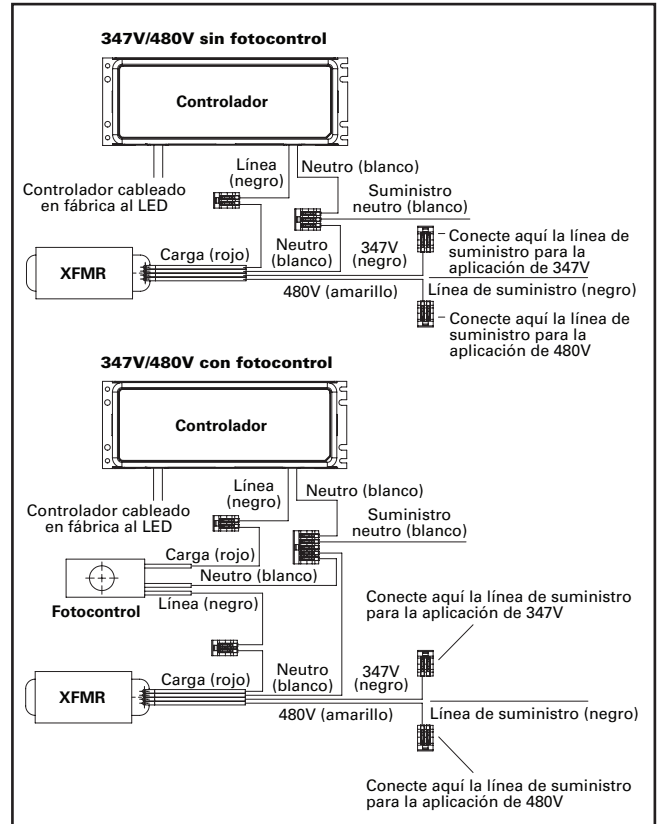 347V/480V sin fotocontrol
Controlador
Línea
(negro)
Neutro (blanco)
Controlador cableado
en fábrica al LED
Suministro
neutro (blanco)
Carga (rojo)
Neutro
(blanco)
347V
(negro)
Conecte aquí la línea de
suministro para la
aplicación de 347V
XFMR
480V (amarillo)
Línea de suministro (negro)
Conecte aquí la línea de
suministro para la
aplicación de 480V
347V/480V con fotocontrol
Controlador
Línea
(negro)
Neutro (blanco)
Controlador cableado
en fábrica al LED
Suministro
neutro (blanco)
Carga (rojo)
Neutro (blanco)
Fotocontrol
Línea (negro)
Conecte aquí la línea de suministro
para la aplicación de 347V
Carga (rojo)
Neutro
(blanco)
347V
(negro)
XFMR
480V (amarillo)
Línea de suministro (negro)
Conecte aquí la línea de suministro
para la aplicación de 480V